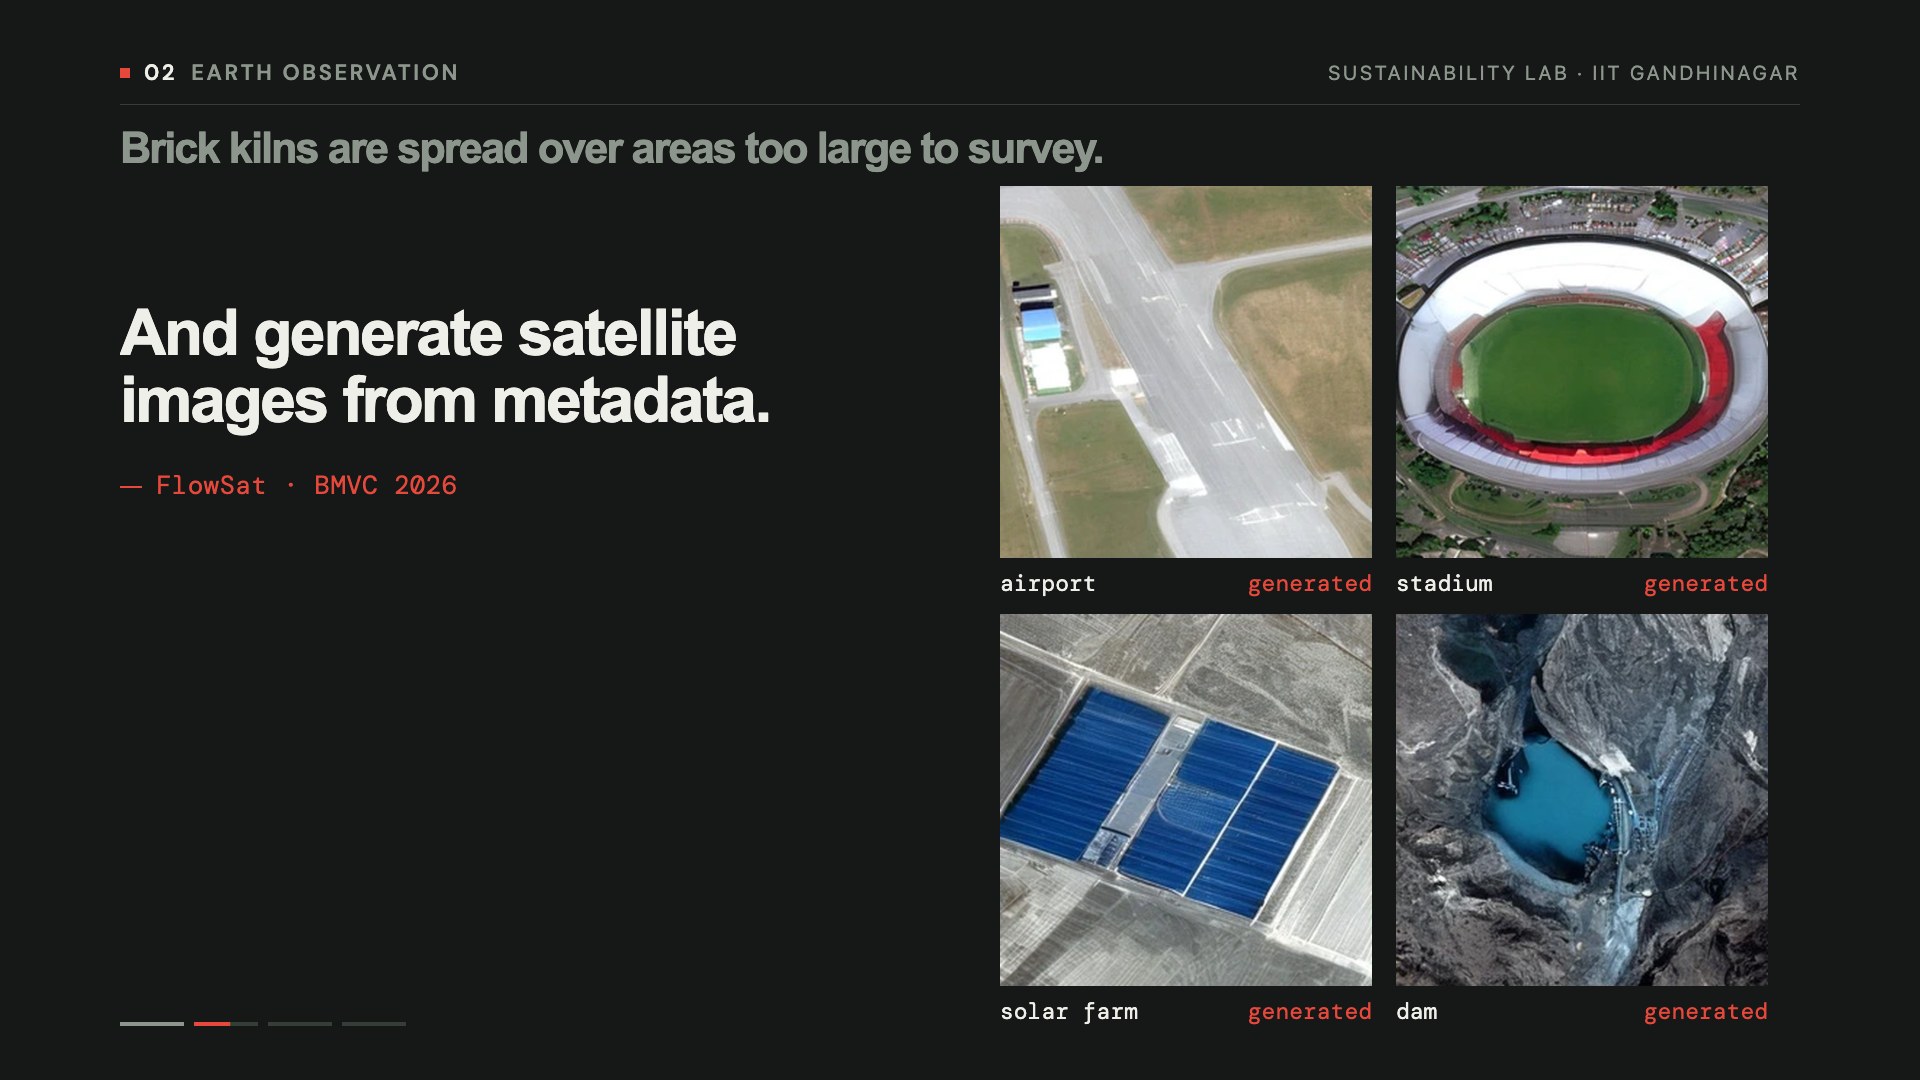 02 EARTH OBSERVATION
SUSTAINABILITY LAB · IIT GANDHINAGAR
Brick kilns are spread over areas too large to survey.
And generate satellite
images from metadata.
— FlowSat · BMVC 2026
airport generated
stadium generated
solar farm generated
dam generated